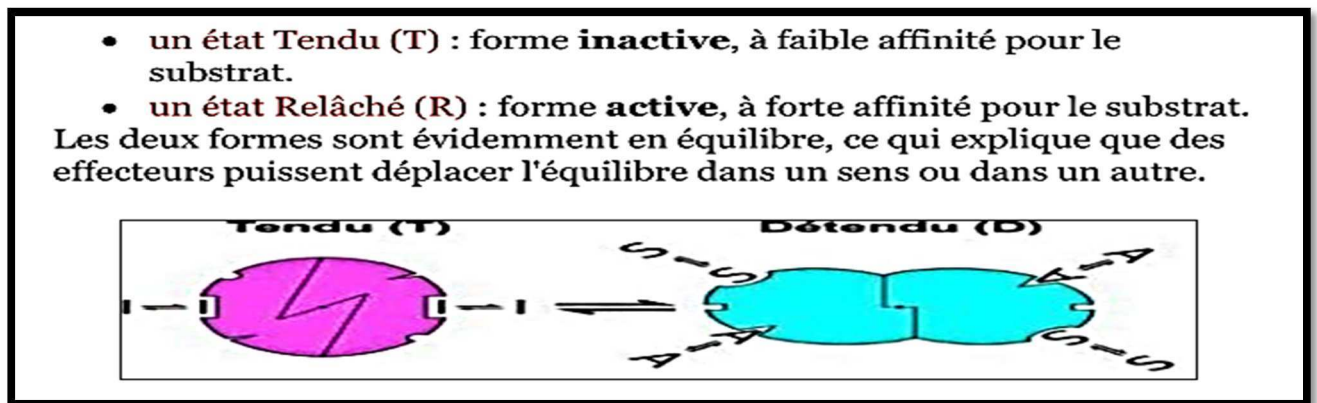 • un état Tendu (T) : forme inactive, à faible affinité pour le
substrat.
• un état Relâché (R) : forme active, à forte affinité pour le substrat.
Les deux formes sont évidemment en équilibre, ce qui explique que des
effecteurs puissent déplacer l'équilibre dans un sens ou dans un autre.
Tendu (T) Détendu (D)
S ⇌ S A ⇌ A
I ⇌ I I ⇌ I
A ⇌ A S ⇌ S